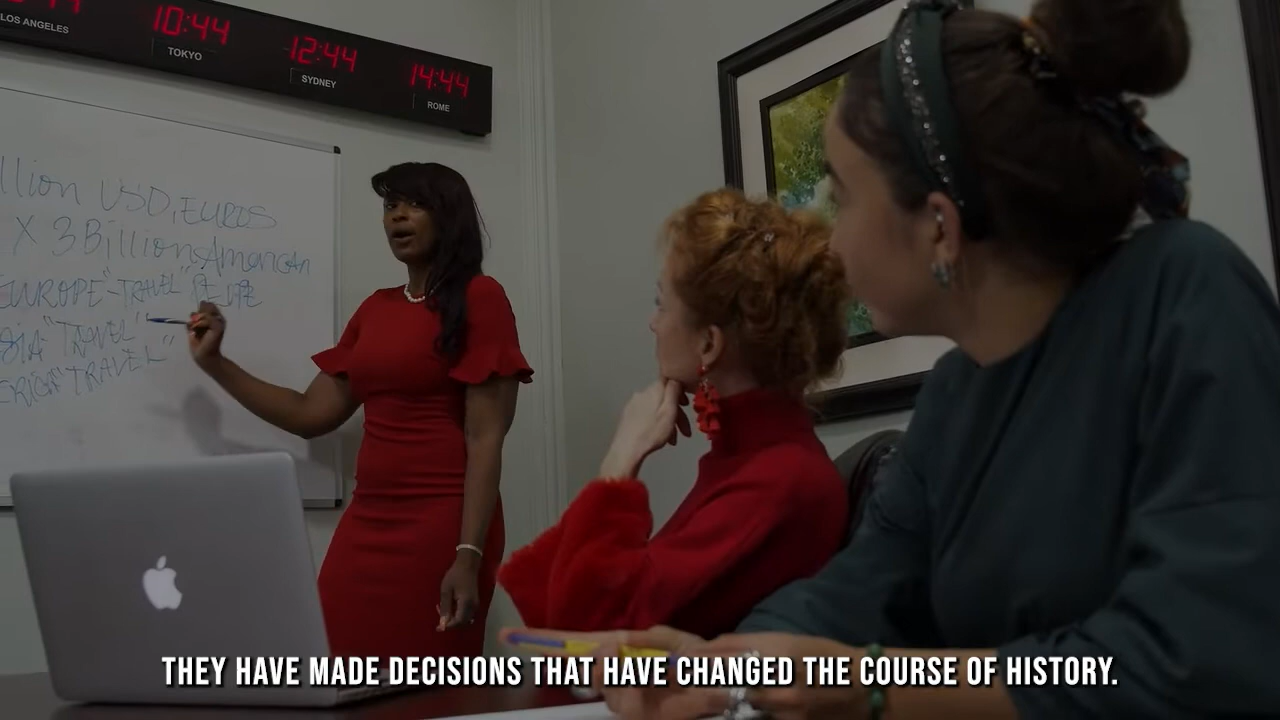 LOS ANGELES
10:44
TOKYO
12:44
SYDNEY
14:44
ROME
USD, EUROS
X 3 Billion American
EUROPE "TRAVEL"
"TRAVEL"
"TRAVEL"
THEY HAVE MADE DECISIONS THAT HAVE CHANGED THE COURSE OF HISTORY.